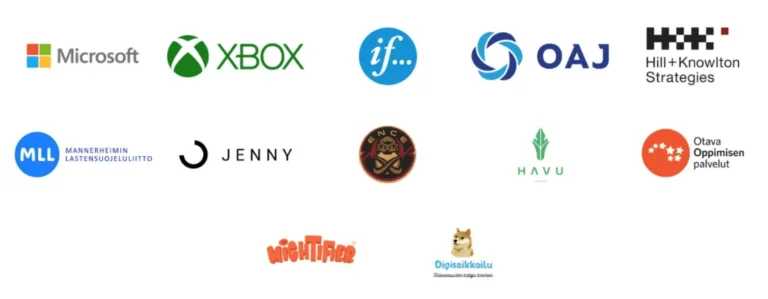 Microsoft
XBOX
if...
OAJ
Hill+Knowlton
Strategies
MLL
MANNERHEIMIN
LASTENSUOJELULIITTO
JENNY
ENCE
HAVU
Otava
Oppimisen
palvelut
MIGHTIFIER
Digiseikkailu